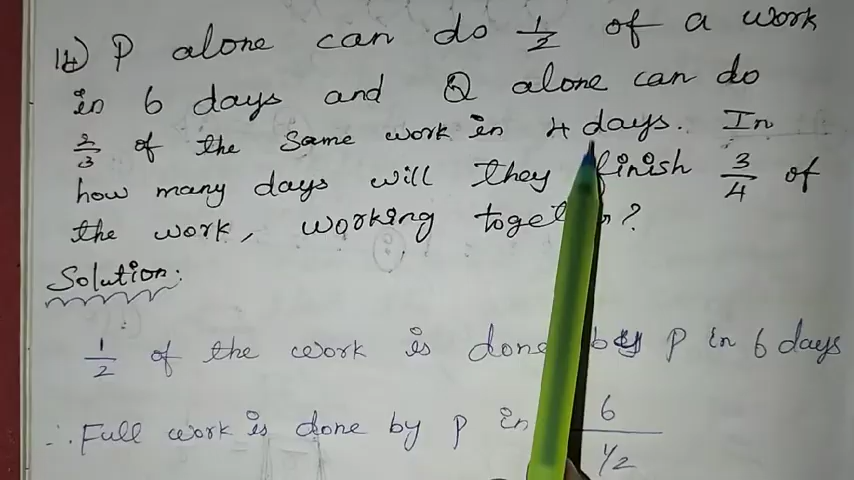 14) P alone can do 1/2 of a work
in 6 days and Q alone can do
2/3 of the same work in 4 days. In
how many days will they finish 3/4 of
the work, working toget r?
Solution:
1/2 of the work is done by P in 6 days
∴ Full work is done by P in 6 / 1/2